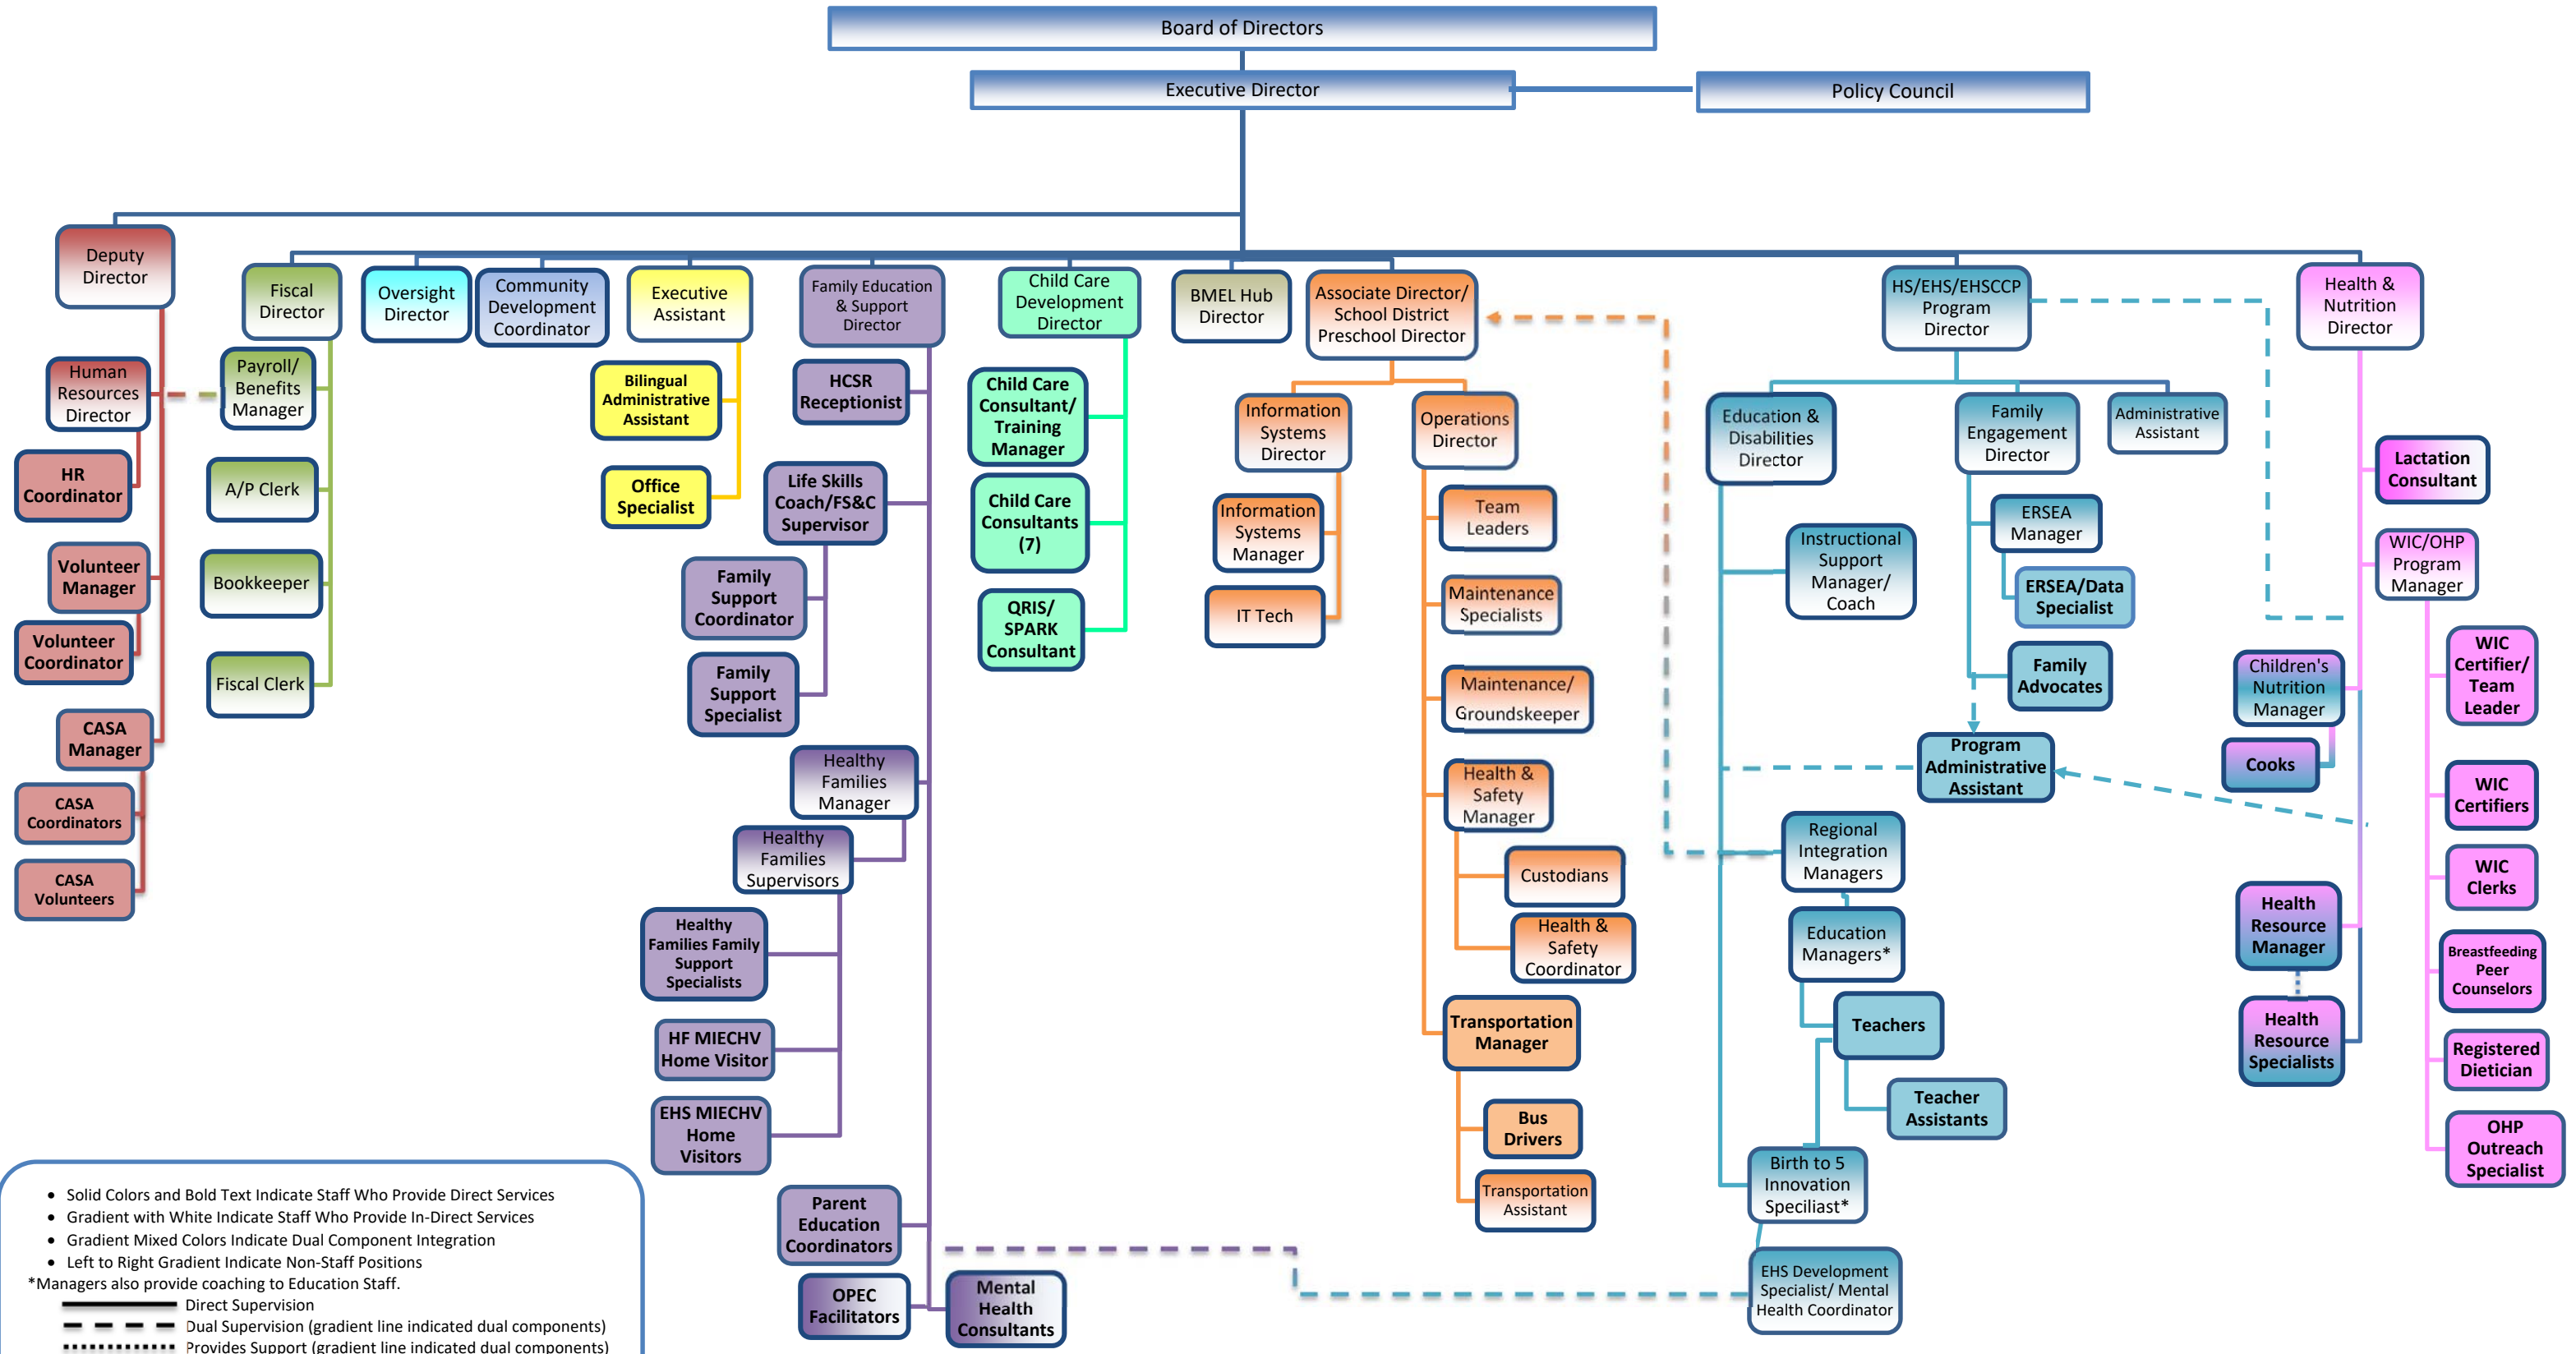 Board of Directors
Executive Director
Policy Council
Deputy
Director
Fiscal
Director
Oversight
Director
Community
Development
Coordinator
Executive
Assistant
Family Education
& Support
Director
Child Care
Development
Director
BMEL Hub
Director
Associate Director/
School District
Preschool Director
HS/EHS/EHSCCP
Program
Director
Health &
Nutrition
Director
Human
Resources
Director
HR
Coordinator
Volunteer
Manager
Volunteer
Coordinator
CASA
Manager
CASA
Coordinators
CASA
Volunteers
Payroll/
Benefits
Manager
A/P Clerk
Bookkeeper
Fiscal Clerk
Bilingual
Administrative
Assistant
Office
Specialist
HCSR
Receptionist
Life Skills
Coach/FS&C
Supervisor
Family
Support
Coordinator
Family
Support
Specialist
Healthy
Families
Manager
Healthy
Families
Supervisors
Healthy
Families Family
Support
Specialists
HF MIECHV
Home Visitor
EHS MIECHV
Home
Visitors
Parent
Education
Coordinators
OPEC
Facilitators
Mental
Health
Consultants
Child Care
Consultant/
Training
Manager
Child Care
Consultants
(7)
QRIS/
SPARK
Consultant
Information
Systems
Director
Information
Systems
Manager
IT Tech
Operations
Director
Team
Leaders
Maintenance
Specialists
Maintenance/
Groundskeeper
Health &
Safety
Manager
Custodians
Health &
Safety
Coordinator
Transportation
Manager
Bus
Drivers
Transportation
Assistant
Education &
Disabilities
Director
Instructional
Support
Manager/
Coach
Family
Engagement
Director
Administrative
Assistant
ERSEA
Manager
ERSEA/Data
Specialist
Family
Advocates
Program
Administrative
Assistant
Regional
Integration
Managers
Education
Managers*
Teachers
Teacher
Assistants
Birth to 5
Innovation
Speciliast*
EHS Development
Specialist/ Mental
Health Coordinator
Lactation
Consultant
WIC/OHP
Program
Manager
Children's
Nutrition
Manager
Cooks
Health
Resource
Manager
Health
Resource
Specialists
WIC
Certifier/
Team
Leader
WIC
Certifiers
WIC
Clerks
Breastfeeding
Peer
Counselors
Registered
Dietician
OHP
Outreach
Specialist
• Solid Colors and Bold Text Indicate Staff Who Provide Direct Services
• Gradient with White Indicate Staff Who Provide In-Direct Services
• Gradient Mixed Colors Indicate Dual Component Integration
• Left to Right Gradient Indicate Non-Staff Positions
*Managers also provide coaching to Education Staff.
Direct Supervision
Dual Supervision (gradient line indicated dual components)
Provides Support (gradient line indicated dual components)